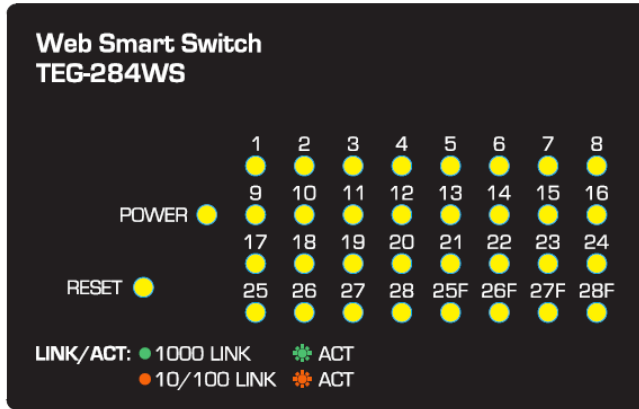 Web Smart Switch
TEG-284WS
1 2 3 4 5 6 7 8
9 10 11 12 13 14 15 16
POWER
17 18 19 20 21 22 23 24
RESET
25 26 27 28 25F 26F 27F 28F
LINK/ACT: 1000 LINK ACT
10/100 LINK ACT